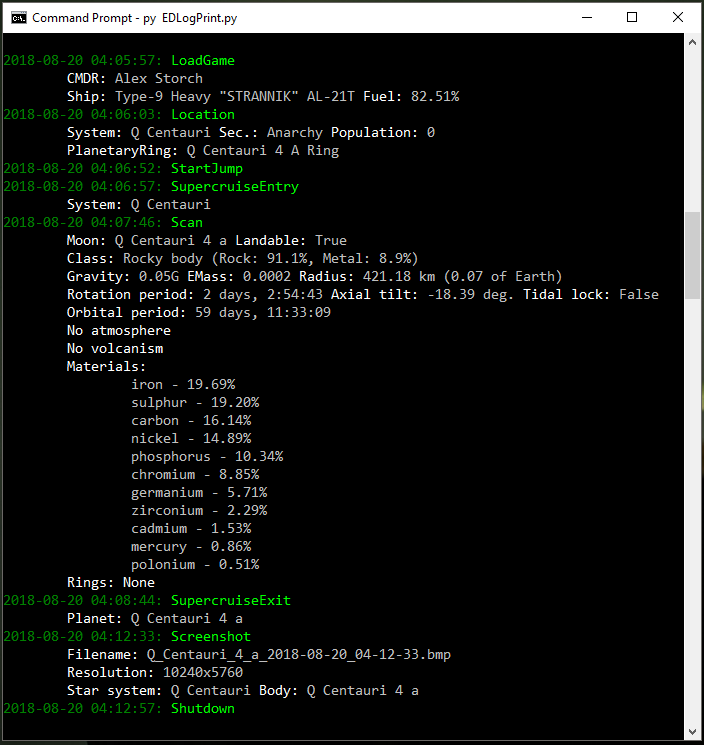 Command Prompt - py EDLogPrint.py
2018-08-20 04:05:57: LoadGame
CMDR: Alex Storch
Ship: Type-9 Heavy "STRANNIK" AL-21T Fuel: 82.51%
2018-08-20 04:06:03: Location
System: Q Centauri Sec.: Anarchy Population: 0
PlanetaryRing: Q Centauri 4 A Ring
2018-08-20 04:06:52: StartJump
2018-08-20 04:06:57: SupercruiseEntry
System: Q Centauri
2018-08-20 04:07:46: Scan
Moon: Q Centauri 4 a Landable: True
Class: Rocky body (Rock: 91.1%, Metal: 8.9%)
Gravity: 0.05G EMass: 0.0002 Radius: 421.18 km (0.07 of Earth)
Rotation period: 2 days, 2:54:43 Axial tilt: -18.39 deg. Tidal lock: False
Orbital period: 59 days, 11:33:09
No atmosphere
No volcanism
Materials:
iron - 19.69%
sulphur - 19.20%
carbon - 16.14%
nickel - 14.89%
phosphorus - 10.34%
chromium - 8.85%
germanium - 5.71%
zirconium - 2.29%
cadmium - 1.53%
mercury - 0.86%
polonium - 0.51%
Rings: None
2018-08-20 04:08:44: SupercruiseExit
Planet: Q Centauri 4 a
2018-08-20 04:12:33: Screenshot
Filename: Q_Centauri_4_a_2018-08-20_04-12-33.bmp
Resolution: 10240x5760
Star system: Q Centauri Body: Q Centauri 4 a
2018-08-20 04:12:57: Shutdown